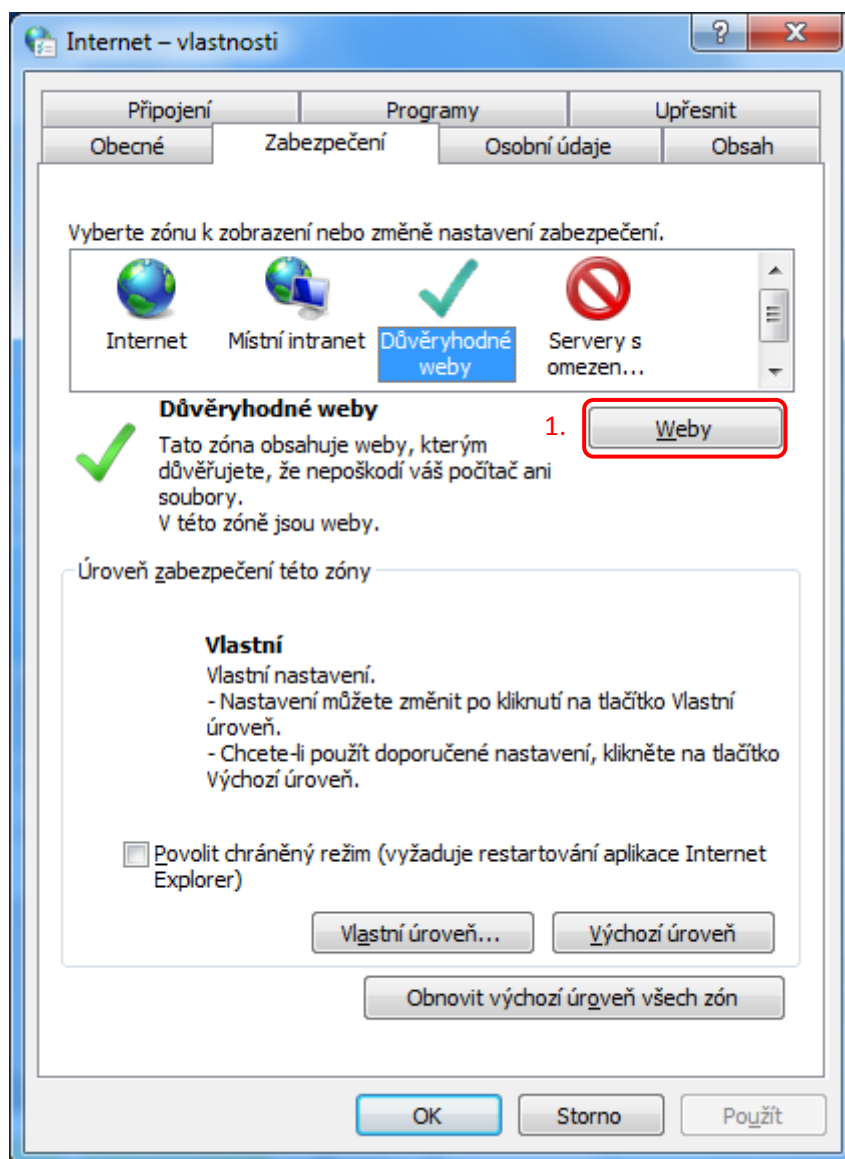 Internet – vlastnosti
Připojení Programy Upřesnit
Obecné Zabezpečení Osobní údaje Obsah
Vyberte zónu k zobrazení nebo změně nastavení zabezpečení.
Internet Místní intranet Důvěryhodné Servery s
weby omezen...
Důvěryhodné weby
1. Weby
Tato zóna obsahuje weby, kterým
důvěřujete, že nepoškodí váš počítač ani
soubory.
V této zóně jsou weby.
Úroveň zabezpečení této zóny
Vlastní
Vlastní nastavení.
- Nastavení můžete změnit po kliknutí na tlačítko Vlastní
úroveň.
- Chcete-li použít doporučené nastavení, klikněte na tlačítko
Výchozí úroveň.
Povolit chráněný režim (vyžaduje restartování aplikace Internet
Explorer)
Vlastní úroveň... Výchozí úroveň
Obnovit výchozí úroveň všech zón
OK Storno Použít